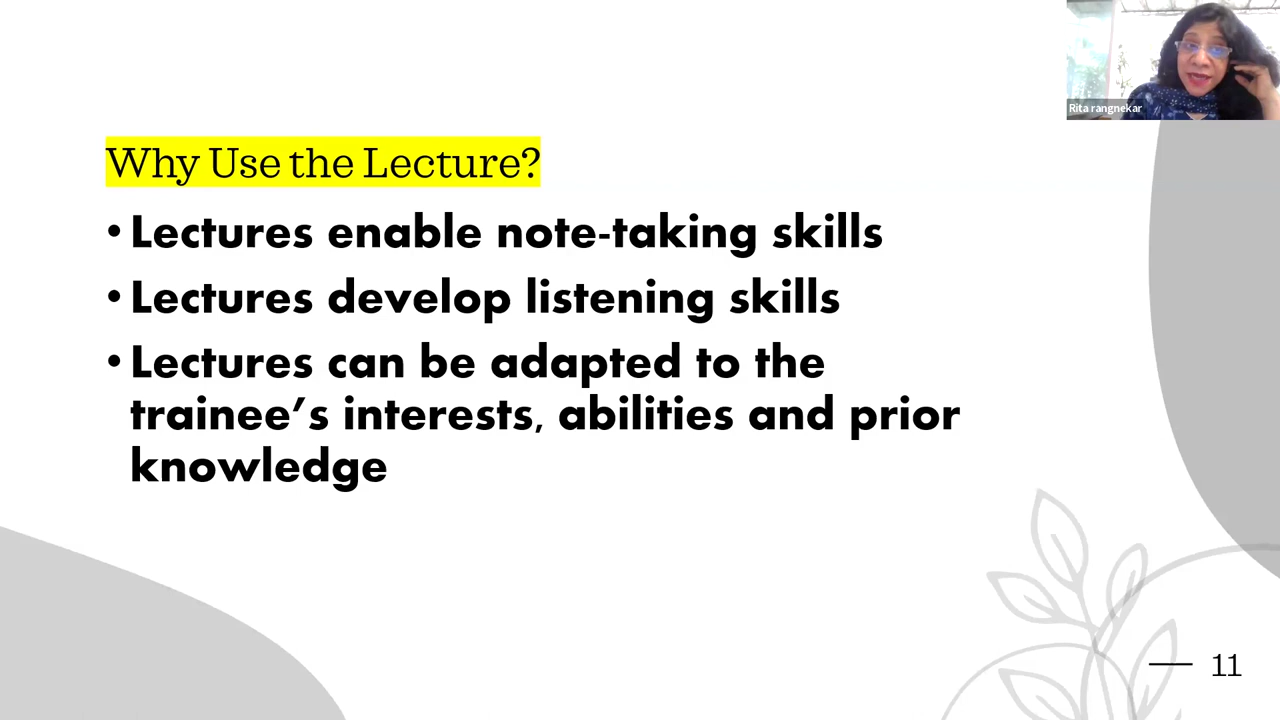 Rita rangnekar
Why Use the Lecture?
• Lectures enable note-taking skills
• Lectures develop listening skills
• Lectures can be adapted to the
trainee’s interests, abilities and prior
knowledge
11